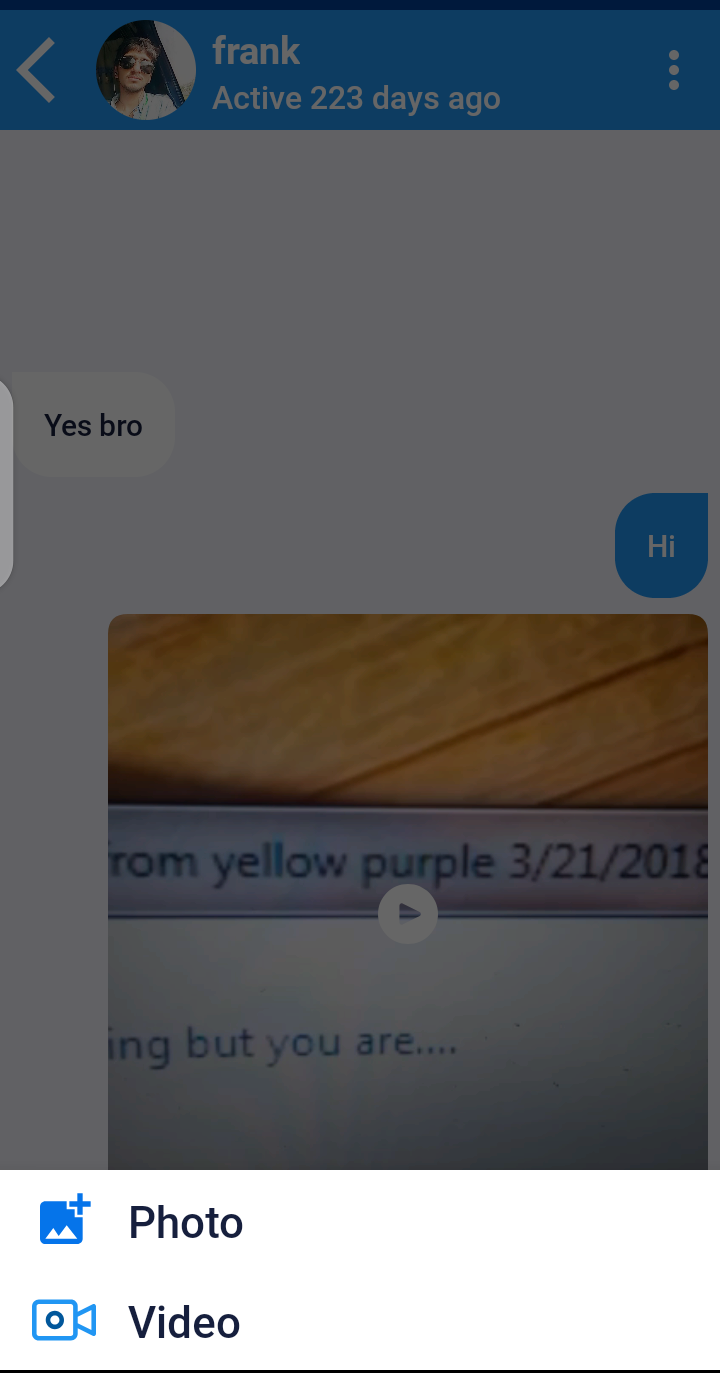 frank
Active 223 days ago
Yes bro
Hi
from yellow purple 3/21/2018
ing but you are....
Photo
Video